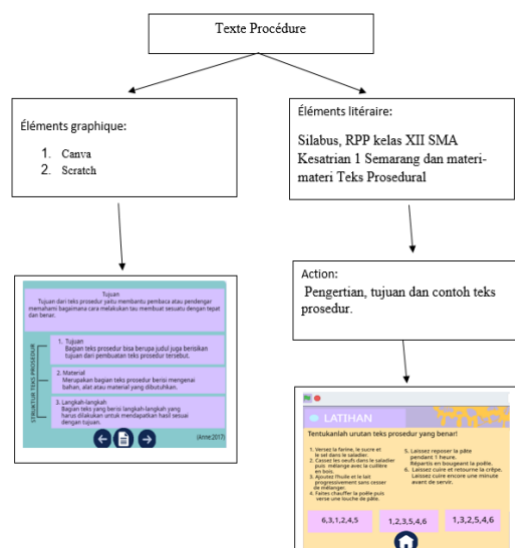 Texte Procédure
Éléments graphique:
1. Canva
2. Scratch
Éléments litéraire:
Silabus, RPP kelas XII SMA
Kesatrian 1 Semarang dan materi-
materi Teks Prosedural
Tujuan
Tujuan dari teks prosedur yaitu membantu pembaca atau pendengar
memahami bagaimana cara melakukan tau membuat sesuatu dengan tepat
dan benar.
STRUKTUR TEKS PROSEDUR
1. Tujuan
Bagian teks prosedur bisa berupa judul juga berisikan
tujuan dari pembuatan teks prosedur tersebut.
2. Material
Merupakan bagian teks prosedur berisi mengenai
bahan, alat atau material yang dibutuhkan.
3. Langkah-langkah
Bagian teks yang berisi langkah-langkah yang
harus dilakukan untuk mendapatkan hasil sesuai
dengan tujuan.
(Anne:2017)
Action:
Pengertian, tujuan dan contoh teks
prosedur.
LATIHAN
Tentukanlah urutan teks prosedur yang benar!
1. Versez la farine, le sucre et
le sel dans le saladier.
2. Cassez les oeufs dans le saladier
puis mélange avec la cuillère
en bois.
3. Ajoutez l'huile et le lait
progressivement sans cesser
de mélanger.
4. Faites chauffer la poêle puis
verse une louche de pâte.
5. Laissez reposer la pâte
pendant 1 heure.
Répartis en bougeant la poêle.
6. Laissez cuire et retourne la crêpe.
Laissez cuire encore une minute
avant de servir.
6,3,1,2,4,5
1,2,3,5,4,6
1,3,2,5,4,6